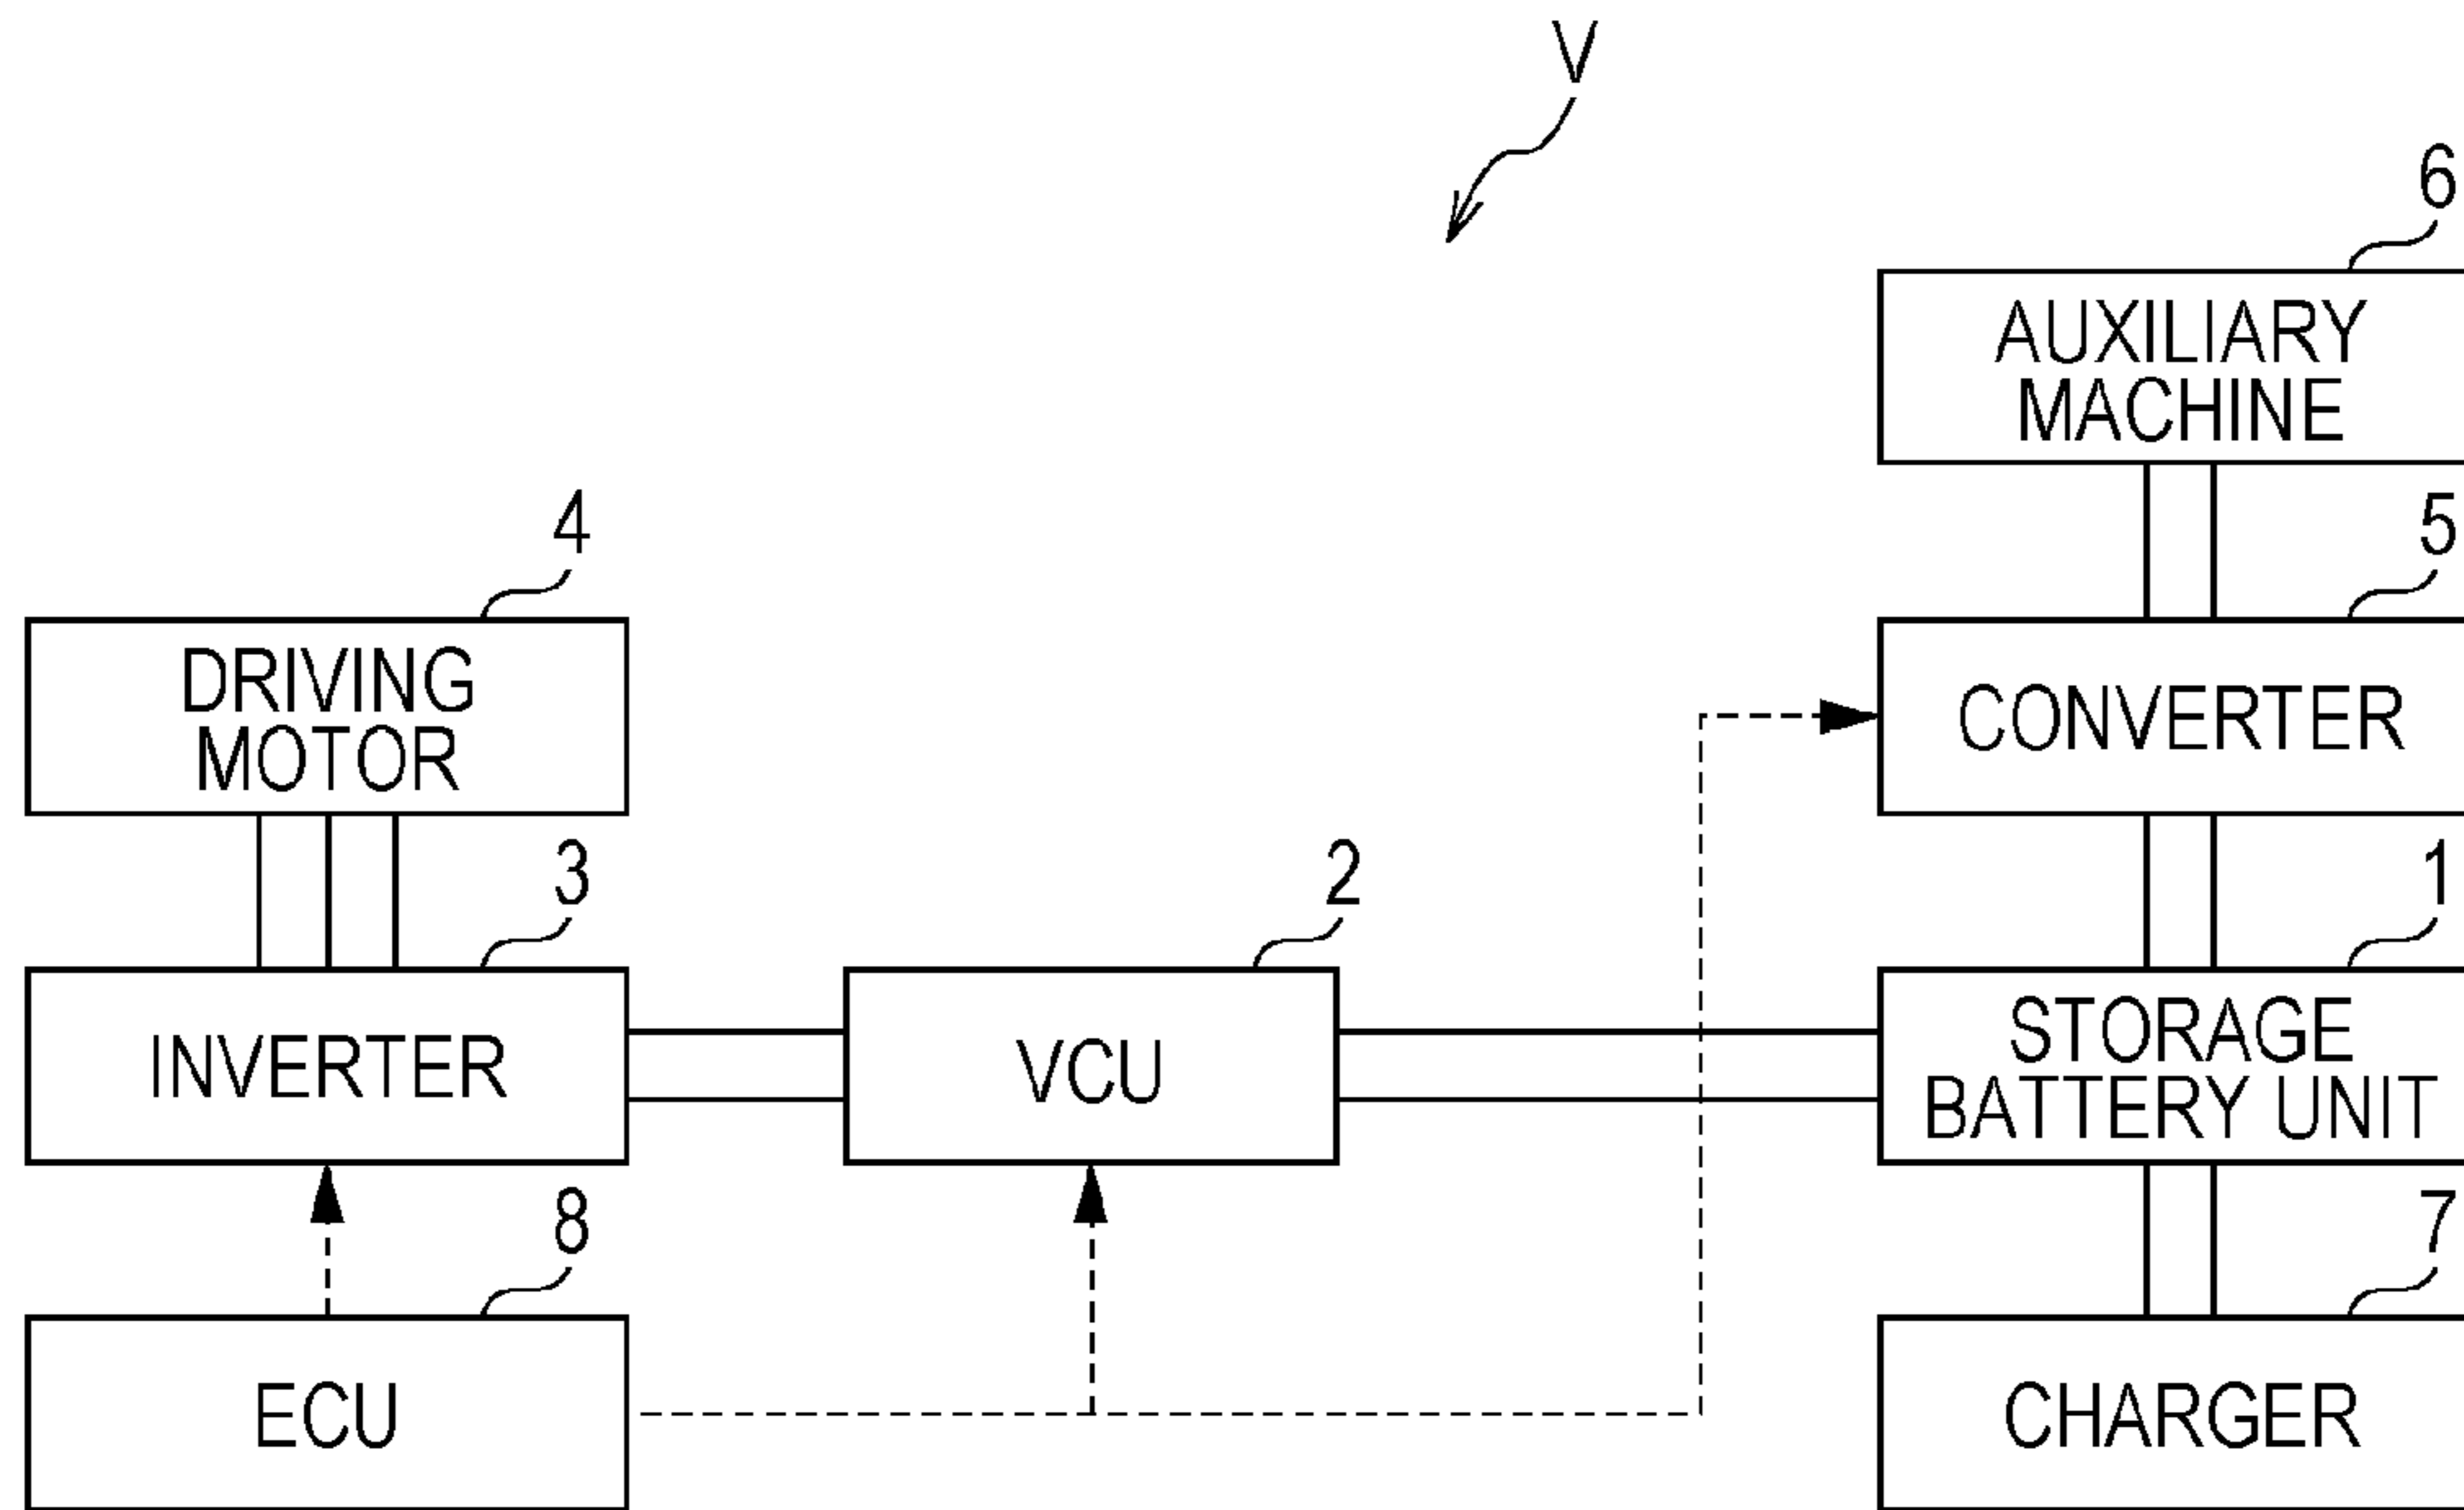 V
6
AUXILIARY
MACHINE
4
5
DRIVING
MOTOR
CONVERTER
3
2
1
INVERTER
VCU
STORAGE
BATTERY UNIT
8
7
ECU
CHARGER